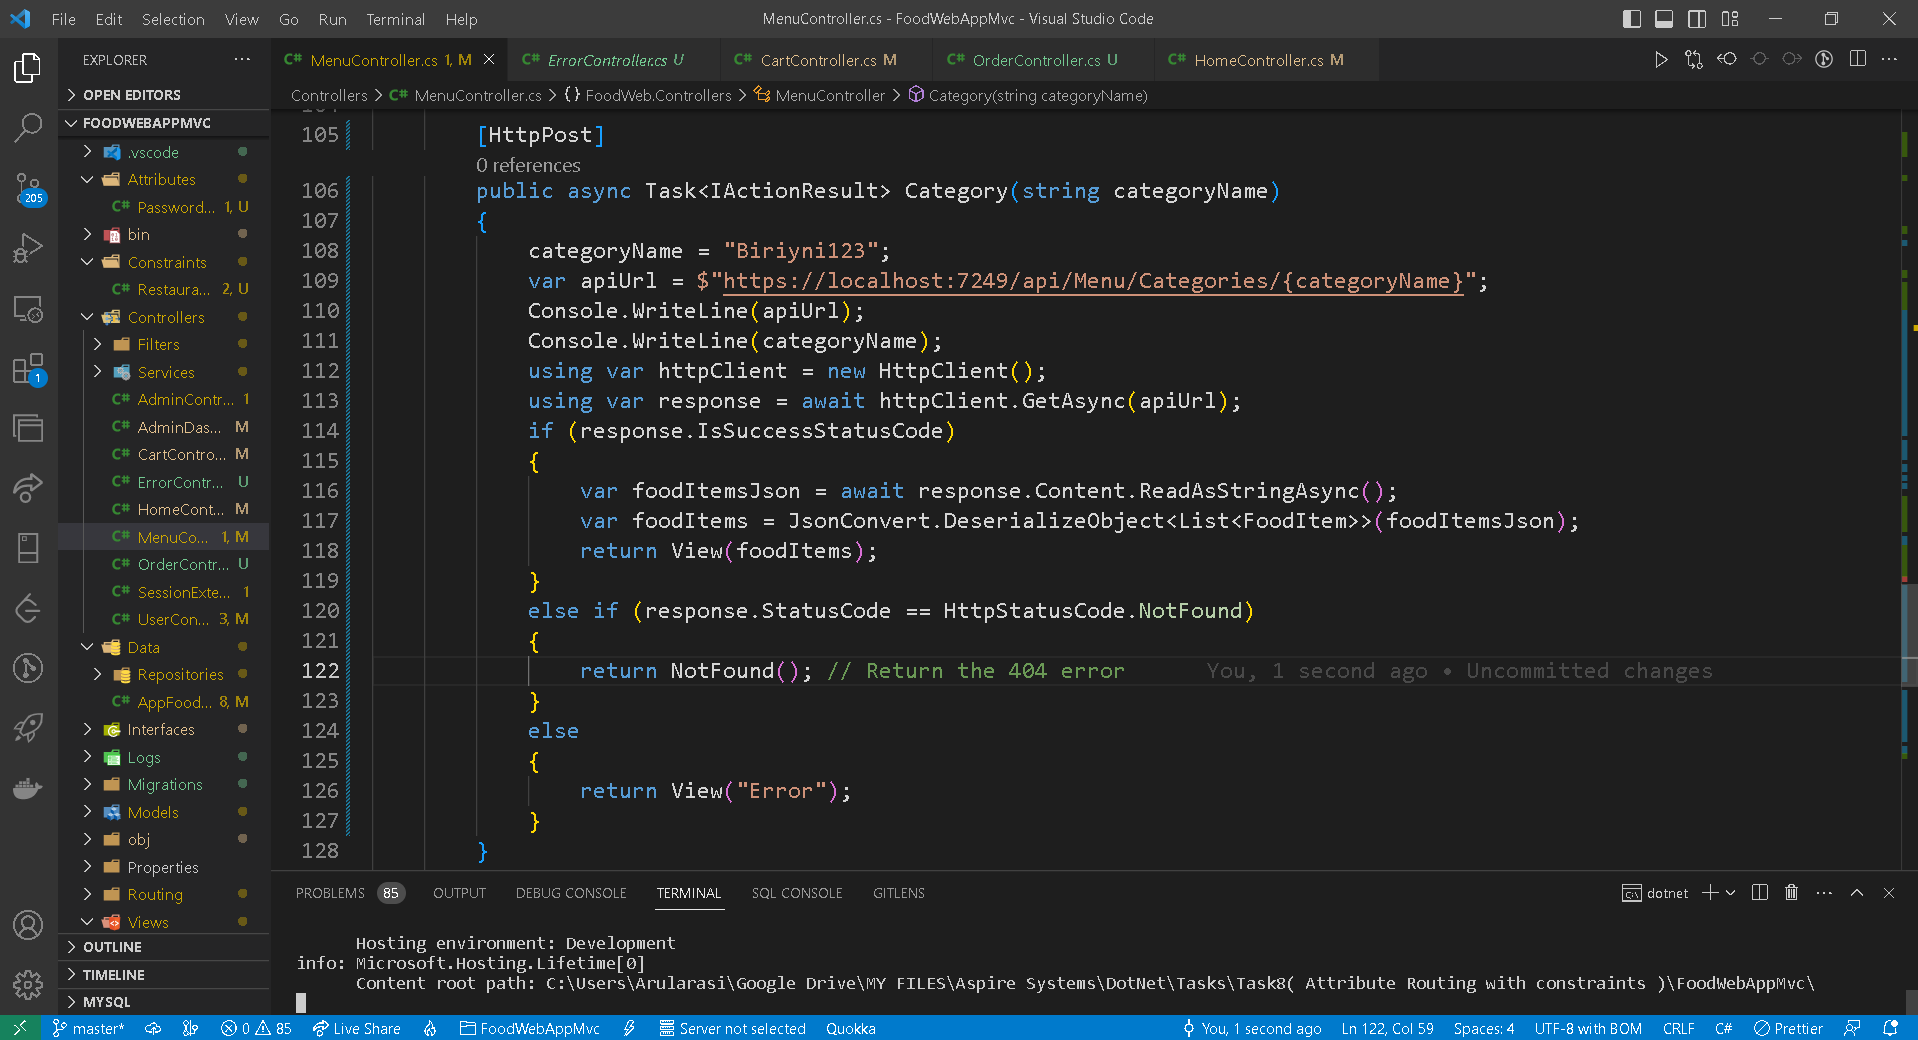 File Edit Selection View Go Run Terminal Help
MenuController.cs - FoodWebAppMvc - Visual Studio Code
EXPLORER
OPEN EDITORS
FOODWEBAPPMVC
.vscode
Attributes
C# Password... 1, U
bin
Constraints
C# Restaura... 2, U
Controllers
Filters
Services
C# AdminContr... 1
C# AdminDas... M
C# CartContro... M
C# ErrorContr... U
C# HomeCont... M
C# MenuCo... 1, M
C# OrderContr... U
C# SessionExte... 1
C# UserCon... 3, M
Data
Repositories
C# AppFood... 8, M
Interfaces
Logs
Migrations
Models
obj
Properties
Routing
Views
OUTLINE
TIMELINE
MYSQL
205
1
C# MenuController.cs 1, M
C# ErrorController.cs U
C# CartController.cs M
C# OrderController.cs U
C# HomeController.cs M
Controllers > C# MenuController.cs > {} FoodWeb.Controllers > MenuController > Category(string categoryName)
105 [HttpPost]
0 references
106 public async Task<IActionResult> Category(string categoryName)
107 {
108 categoryName = "Biriyni123";
109 var apiUrl = $"https://localhost:7249/api/Menu/Categories/{categoryName}";
110 Console.WriteLine(apiUrl);
111 Console.WriteLine(categoryName);
112 using var httpClient = new HttpClient();
113 using var response = await httpClient.GetAsync(apiUrl);
114 if (response.IsSuccessStatusCode)
115 {
116 var foodItemsJson = await response.Content.ReadAsStringAsync();
117 var foodItems = JsonConvert.DeserializeObject<List<FoodItem>>(foodItemsJson);
118 return View(foodItems);
119 }
120 else if (response.StatusCode == HttpStatusCode.NotFound)
121 {
122 return NotFound(); // Return the 404 error You, 1 second ago • Uncommitted changes
123 }
124 else
125 {
126 return View("Error");
127 }
128 }
PROBLEMS 85 OUTPUT DEBUG CONSOLE TERMINAL SQL CONSOLE GITLENS
dotnet
Hosting environment: Development
info: Microsoft.Hosting.Lifetime[0]
Content root path: C:\Users\Arularasi\Google Drive\MY FILES\Aspire Systems\DotNet\Tasks\Task8( Attribute Routing with constraints )\FoodWebAppMvc\
master* 0 85 Live Share FoodWebAppMvc Server not selected Quokka You, 1 second ago Ln 122, Col 59 Spaces: 4 UTF-8 with BOM CRLF C# Prettier